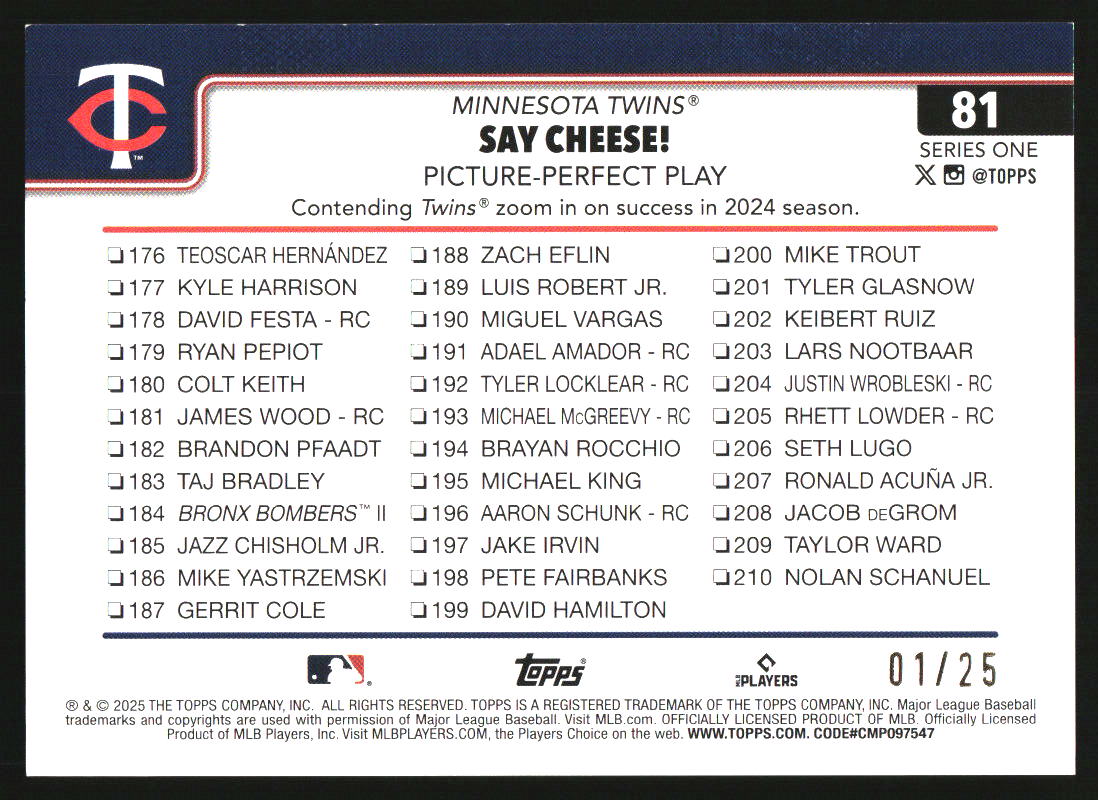 TC™
MINNESOTA TWINS®
SAY CHEESE!
PICTURE-PERFECT PLAY
Contending Twins® zoom in on success in 2024 season.
81
SERIES ONE
X @TOPPS
176 TEOSCAR HERNÁNDEZ
177 KYLE HARRISON
178 DAVID FESTA - RC
179 RYAN PEPIOT
180 COLT KEITH
181 JAMES WOOD - RC
182 BRANDON PFAADT
183 TAJ BRADLEY
184 BRONX BOMBERS™ II
185 JAZZ CHISHOLM JR.
186 MIKE YASTRZEMSKI
187 GERRIT COLE
188 ZACH EFLIN
189 LUIS ROBERT JR.
190 MIGUEL VARGAS
191 ADAEL AMADOR - RC
192 TYLER LOCKLEAR - RC
193 MICHAEL McGREEVY - RC
194 BRAYAN ROCCHIO
195 MICHAEL KING
196 AARON SCHUNK - RC
197 JAKE IRVIN
198 PETE FAIRBANKS
199 DAVID HAMILTON
200 MIKE TROUT
201 TYLER GLASNOW
202 KEIBERT RUIZ
203 LARS NOOTBAAR
204 JUSTIN WROBLESKI - RC
205 RHETT LOWDER - RC
206 SETH LUGO
207 RONALD ACUÑA JR.
208 JACOB DEGROM
209 TAYLOR WARD
210 NOLAN SCHANUEL
®
Topps®
MLB PLAYERS
01/25
® & © 2025 THE TOPPS COMPANY, INC. ALL RIGHTS RESERVED. TOPPS IS A REGISTERED TRADEMARK OF THE TOPPS COMPANY, INC. Major League Baseball
trademarks and copyrights are used with permission of Major League Baseball. Visit MLB.com. OFFICIALLY LICENSED PRODUCT OF MLB. Officially Licensed
Product of MLB Players, Inc. Visit MLBPLAYERS.COM, the Players Choice on the web. WWW.TOPPS.COM. CODE#CMP097547